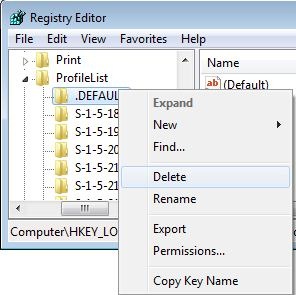 Registry Editor
File Edit View Favorites Help
Print
ProfileList
.DEFAU
S-1-5-18
S-1-5-19
S-1-5-20
S-1-5-21
S-1-5-21
S-1-5-21
Name
ab (Default)
Expand
New
Find...
Delete
Rename
Export
Permissions...
Copy Key Name
Computer\HKEY_LO